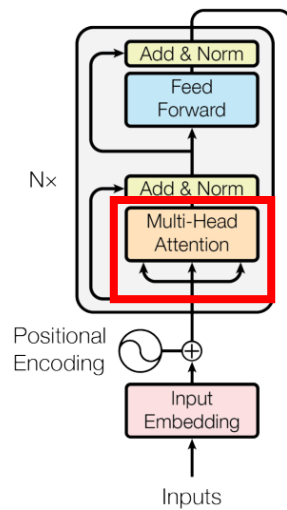 Add & Norm
Feed
Forward
N×
Add & Norm
Multi-Head
Attention
Positional
Encoding
Input
Embedding
Inputs